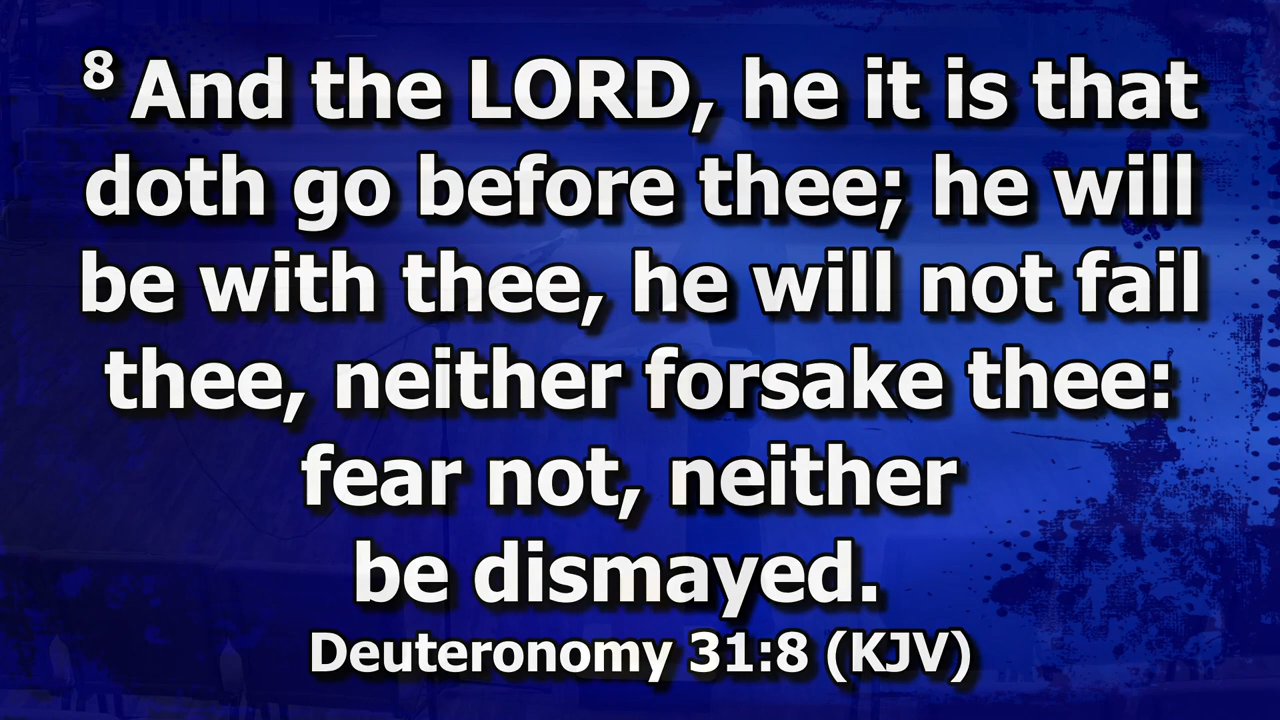 8 And the LORD, he it is that
doth go before thee; he will
be with thee, he will not fail
thee, neither forsake thee:
fear not, neither
be dismayed.
Deuteronomy 31:8 (KJV)